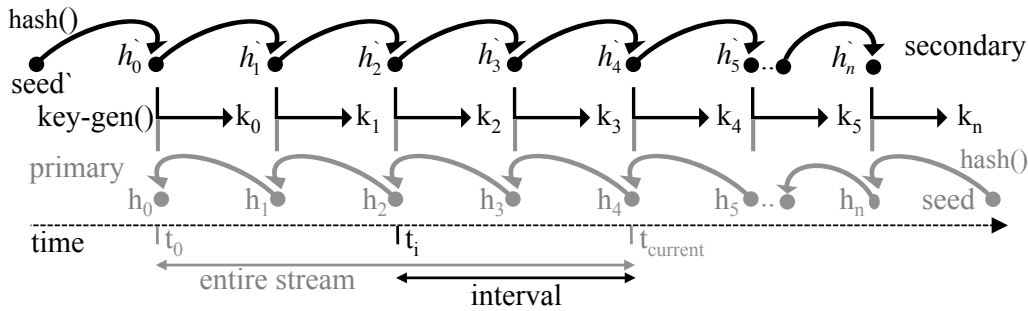 hash()
h`0 h`1 h`2 h`3 h`4 h`5 .. h`n secondary
seed`
key-gen() k0 k1 k2 k3 k4 k5 kn
primary hash()
h0 h1 h2 h3 h4 h5 .. hn seed
time t0 ti tcurrent
entire stream
interval